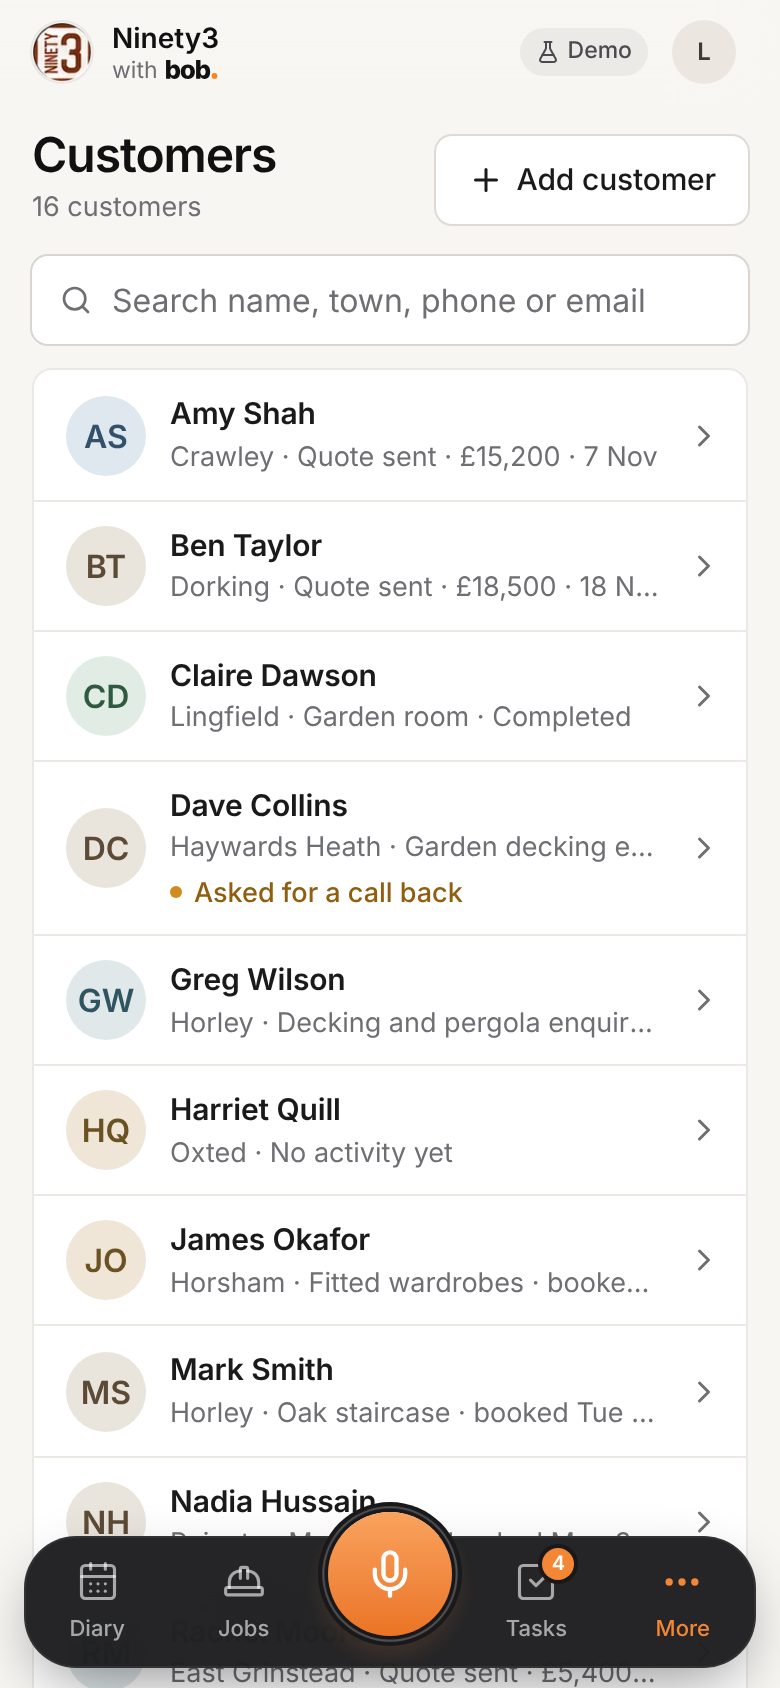 NINETY 3
Ninety3
with bob.
Demo
L
Customers
16 customers
Add customer
Search name, town, phone or email
AS
Amy Shah
Crawley · Quote sent · £15,200 · 7 Nov
BT
Ben Taylor
Dorking · Quote sent · £18,500 · 18 N...
CD
Claire Dawson
Lingfield · Garden room · Completed
DC
Dave Collins
Haywards Heath · Garden decking e...
Asked for a call back
GW
Greg Wilson
Horley · Decking and pergola enquir...
HQ
Harriet Quill
Oxted · No activity yet
JO
James Okafor
Horsham · Fitted wardrobes · booke...
MS
Mark Smith
Horley · Oak staircase · booked Tue ...
NH
Nadia Hussain
4
Diary
Jobs
Tasks
More
RM
East Grinstead · Quote sent · £5,400...